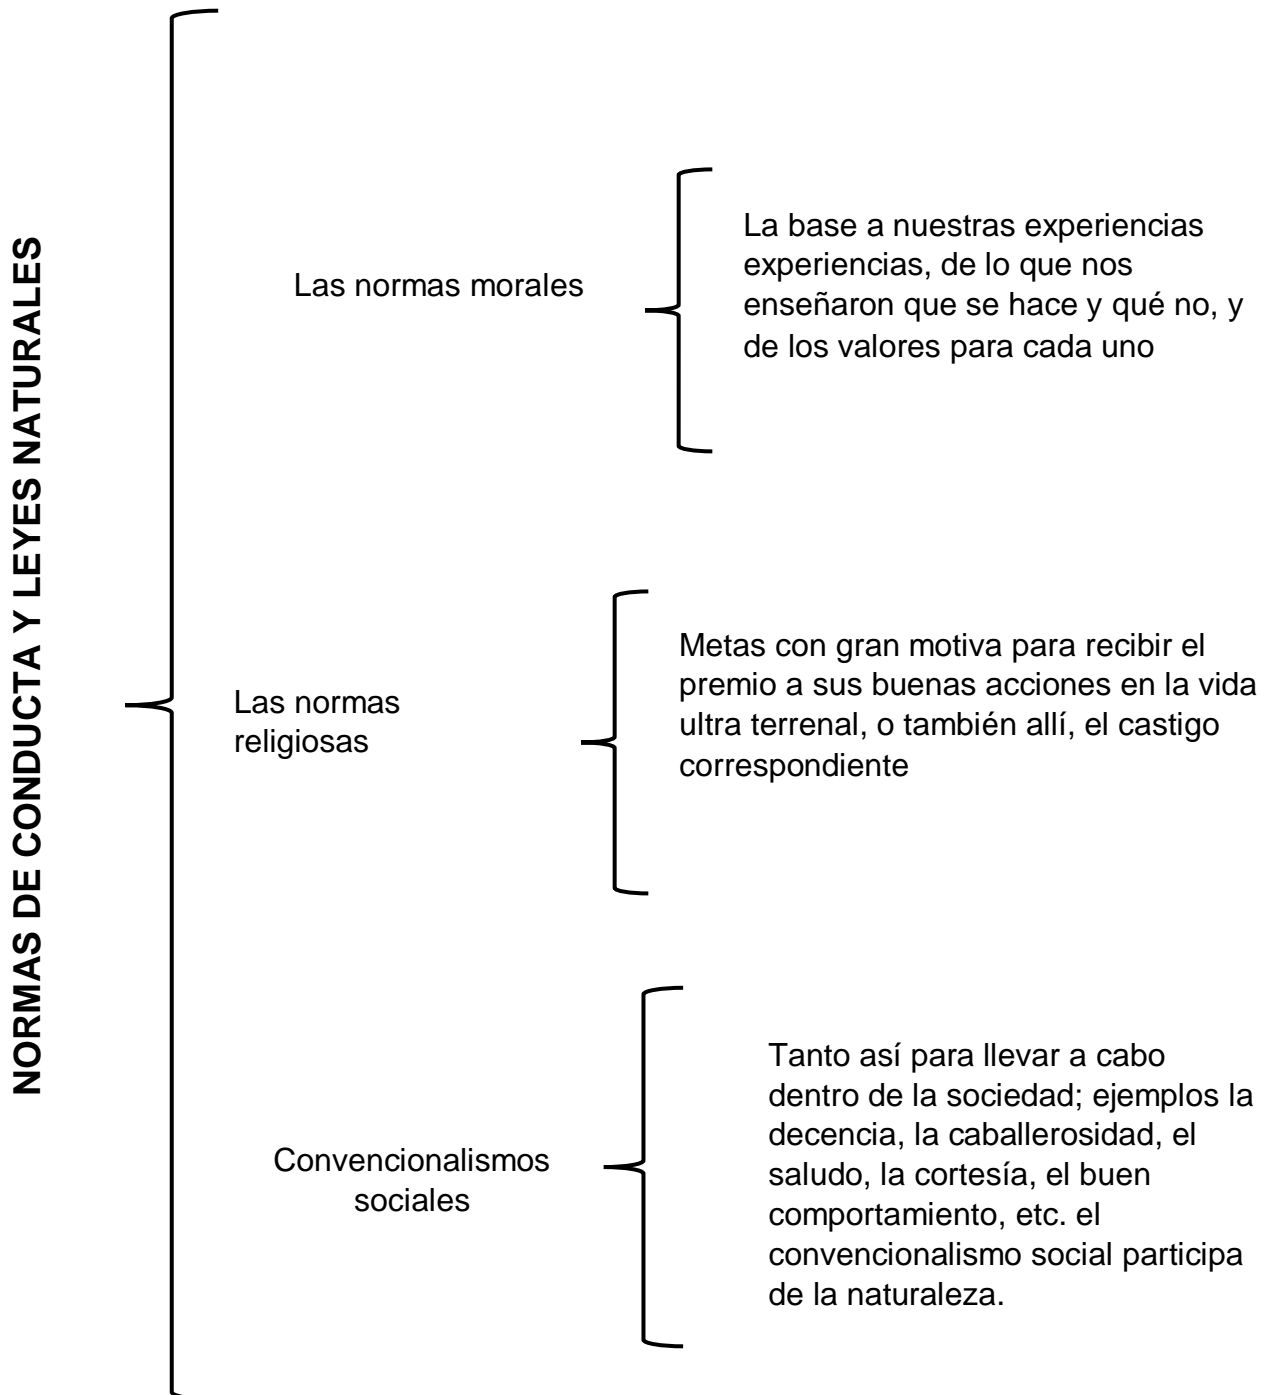 NORMAS DE CONDUCTA Y LEYES NATURALES
Las normas morales
La base a nuestras experiencias
experiencias, de lo que nos
enseñaron que se hace y qué no, y
de los valores para cada uno
Las normas
religiosas
Metas con gran motiva para recibir el
premio a sus buenas acciones en la vida
ultra terrenal, o también allí, el castigo
correspondiente
Convencionalismos
sociales
Tanto así para llevar a cabo
dentro de la sociedad; ejemplos la
decencia, la caballerosidad, el
saludo, la cortesía, el buen
comportamiento, etc. el
convencionalismo social participa
de la naturaleza.